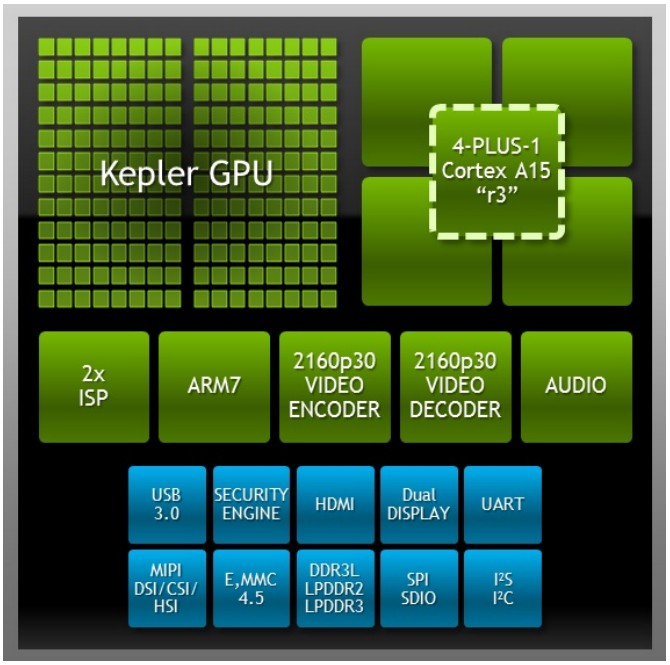 Kepler GPU
4-PLUS-1
Cortex A15
“r3”
2x
ISP
ARM7
2160p30
VIDEO
ENCODER
2160p30
VIDEO
DECODER
AUDIO
USB
3.0
SECURITY
ENGINE
HDMI
Dual
DISPLAY
UART
MIPI
DSI/CSI/
HSI
E,MMC
4.5
DDR3L
LPDDR2
LPDDR3
SPI
SDIO
I²S
I²C